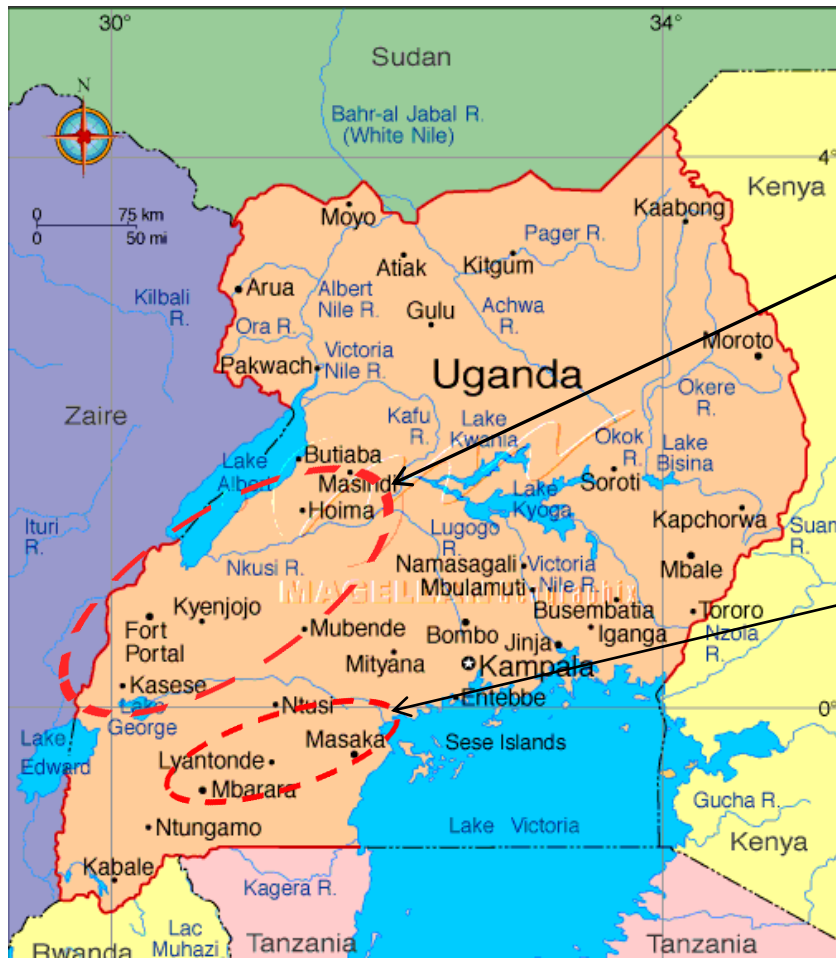 30°
34°
Sudan
N
Bahr-al Jabal R.
(White Nile)
4°
Kenya
0
75 km
0
50 mi
Moyo
Kaabong
Pager R.
Atiak
Kitgum
Kilbali
R.
Arua
Albert
Nile R.
Achwa
R.
Ora R.
Gulu
Moroto
Pakwach
Victoria
Nile R.
Uganda
Okere
R.
Zaire
Kafu
R.
Lake
Kwania
Okok
R.
Lake
Bisina
Butiaba
Lake
Albert
Masindi
Soroti
Hoima
Lake
Kyoga
Kapchorwa
Ituri
R.
Lugogo
R.
Suam
R.
Nkusi R.
Namasagali
Victoria
Nile R.
Mbale
Mbulamuti
MAGELLAN Geographix
Kyenjojo
Busembatia
Tororo
Fort
Portal
Mubende
Bombo
Jinja
Iganga
Nzola
R.
Mityana
Kampala
Kasese
Entebbe
0°
Lake
George
Ntusi
Lake
Edward
Masaka
Sese Islands
Lyantonde
Mbarara
Gucha R.
Ntungamo
Lake Victoria
Kenya
Kabale
Kagera R.
Rwanda
Lac
Muhazi
Tanzania
Tanzania